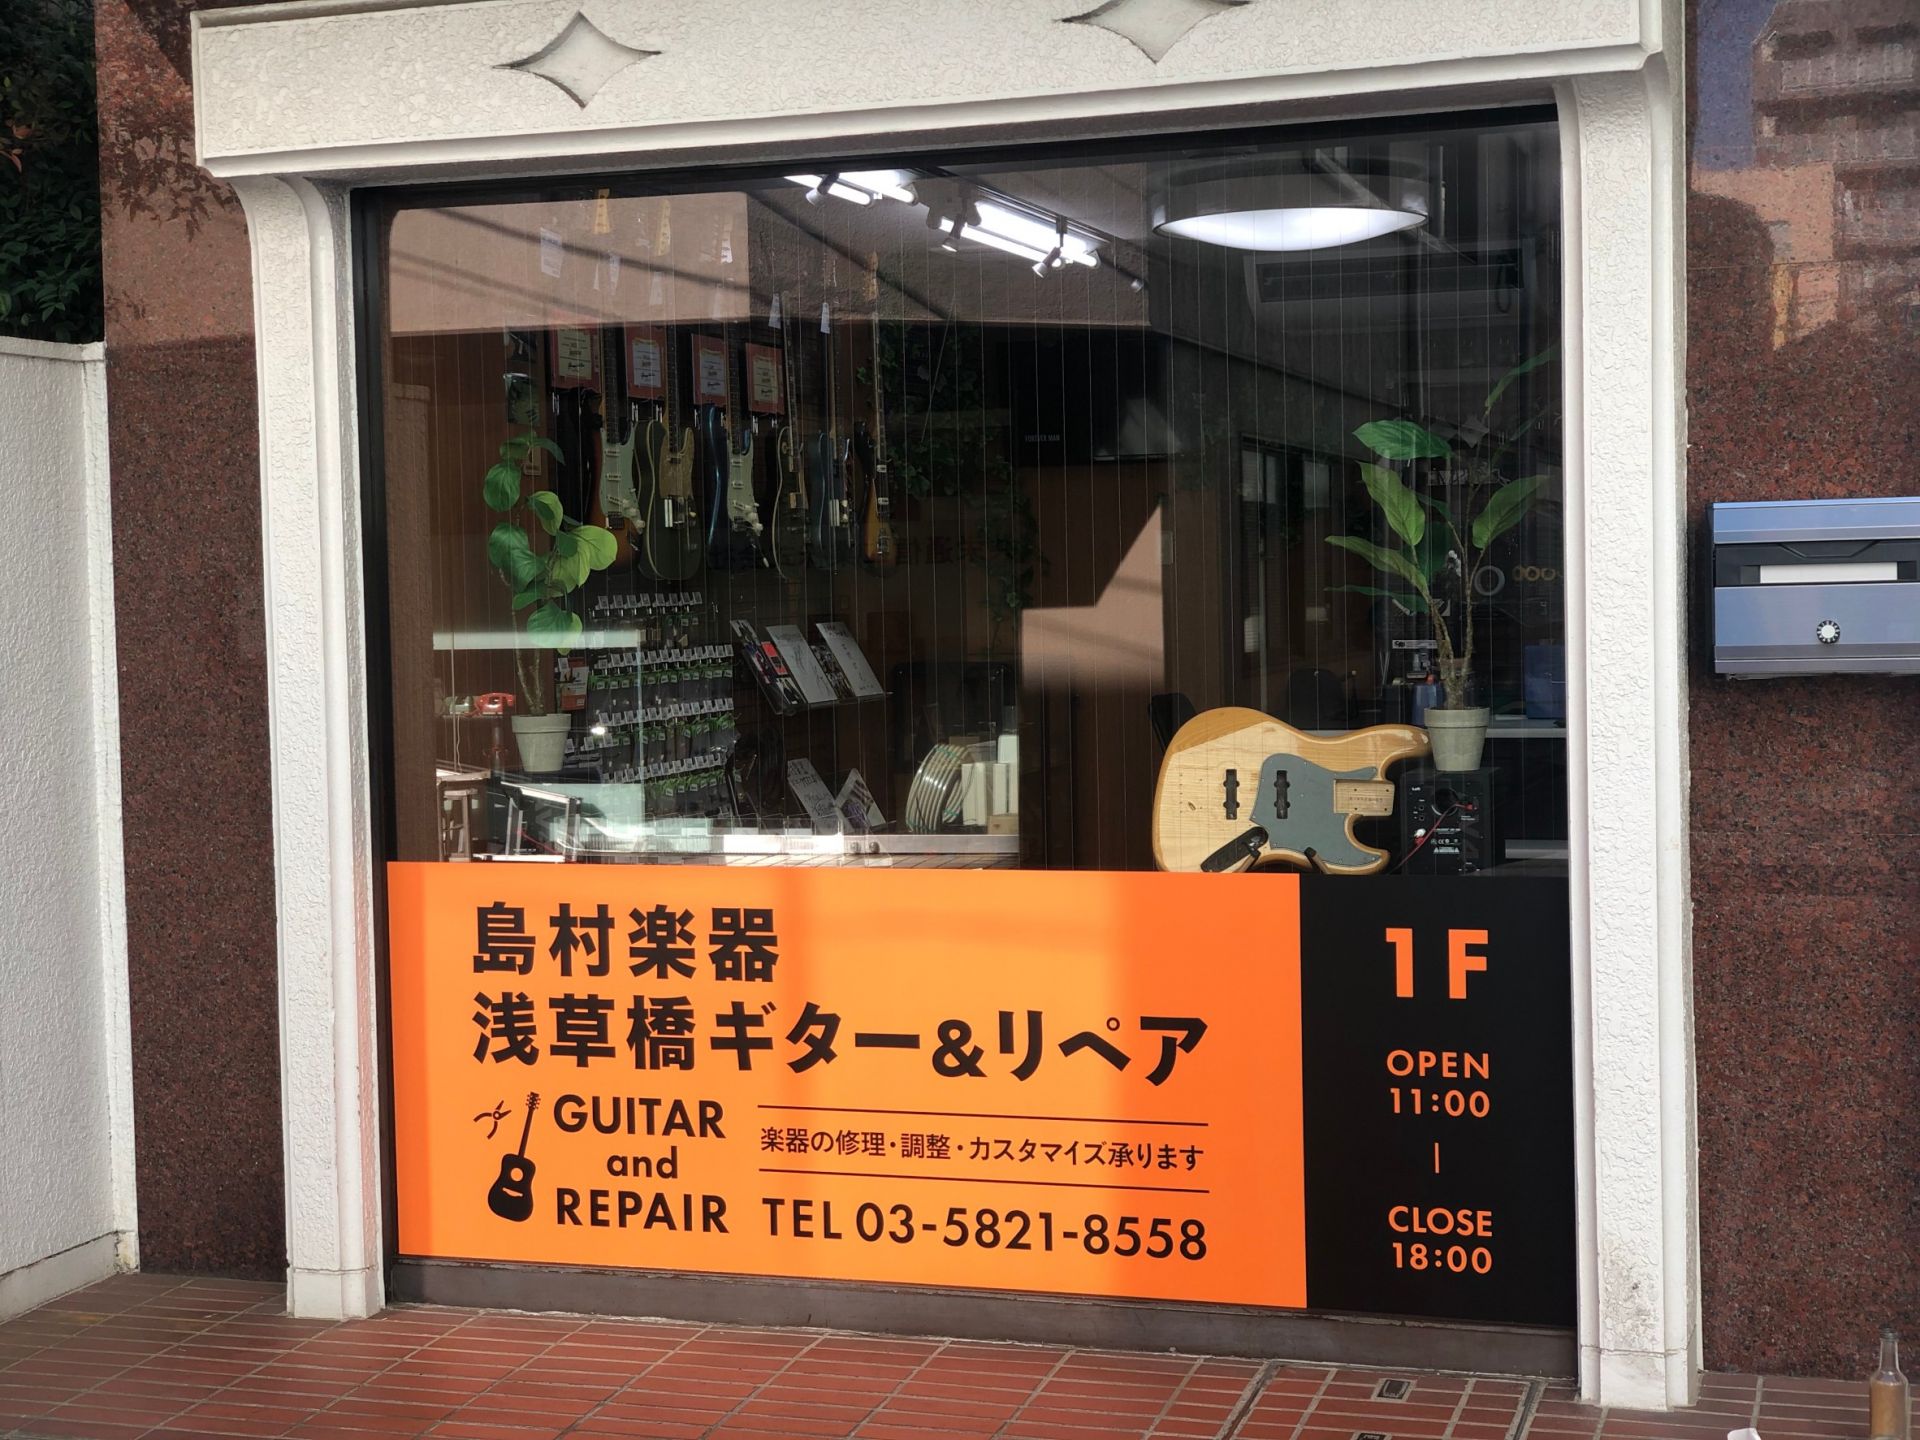 FOREVER MAN
島村楽器
浅草橋ギター&リペア
GUITAR
and
REPAIR
楽器の修理・調整・カスタマイズ承ります
TEL 03-5821-8558
1F
OPEN
11:00
|
CLOSE
18:00